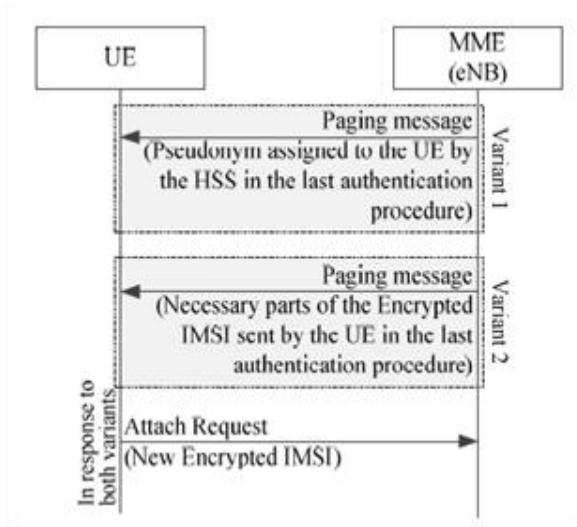 UE
MME
(eNB)
Paging message
(Pseudonym assigned to the UE by
the HSS in the last authentication
procedure)
Variant 1
Paging message
(Necessary parts of the Encrypted
IMSI sent by the UE in the last
authentication procedure)
Variant 2
In response to
both variants
Attach Request
(New Encrypted IMSI)